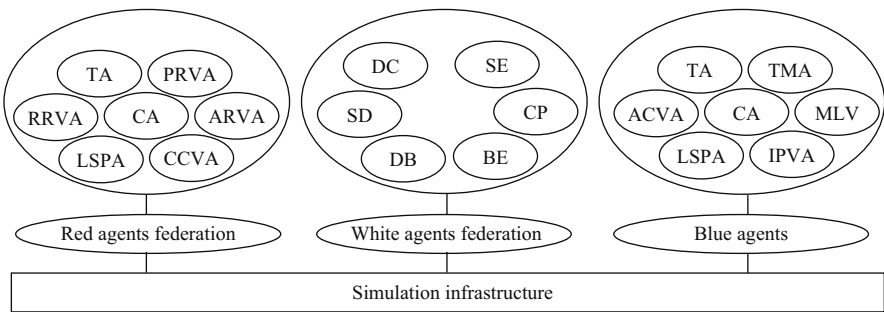 TA
PRVA
RRVA
CA
ARVA
LSPA
CCVA
DC
SE
SD
CP
DB
BE
TA
TMA
ACVA
CA
MLV
LSPA
IPVA
Red agents federation
White agents federation
Blue agents
Simulation infrastructure